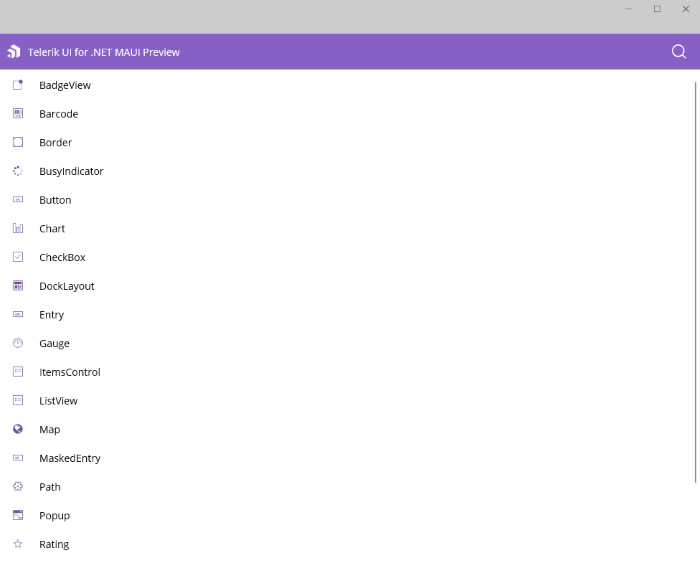 Telerik UI for .NET MAUI Preview
BadgeView
Barcode
Border
BusyIndicator
Button
Chart
CheckBox
DockLayout
Entry
Gauge
ItemsControl
ListView
Map
MaskedEntry
Path
Popup
Rating